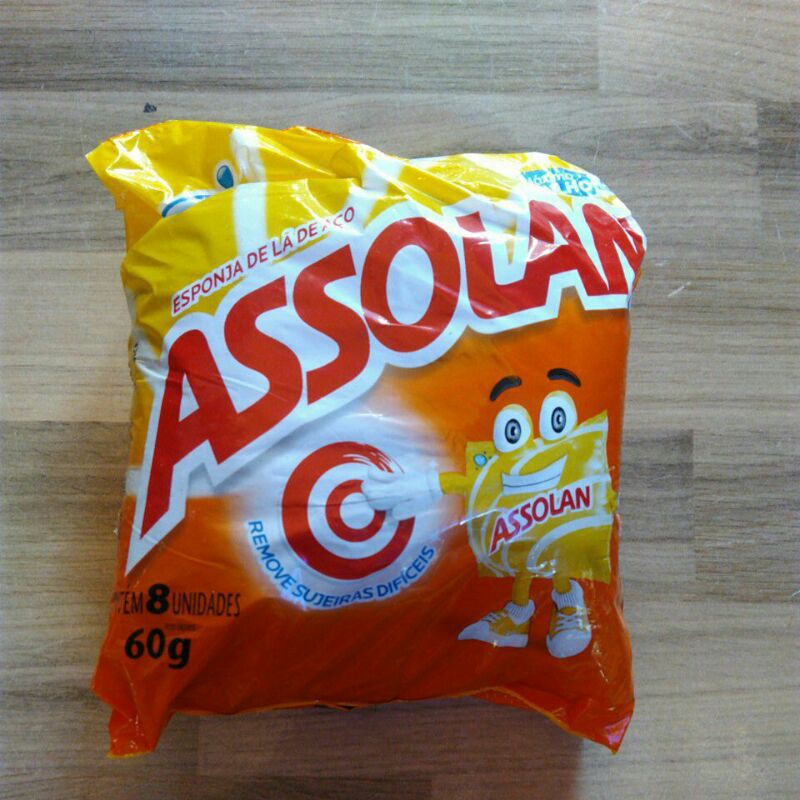 ESPONJA DE LÃ DE AÇO
ASSOLAN
REMOVE SUJEIRAS DIFÍCEIS
ASSOLAN
8 UNIDADES
60g